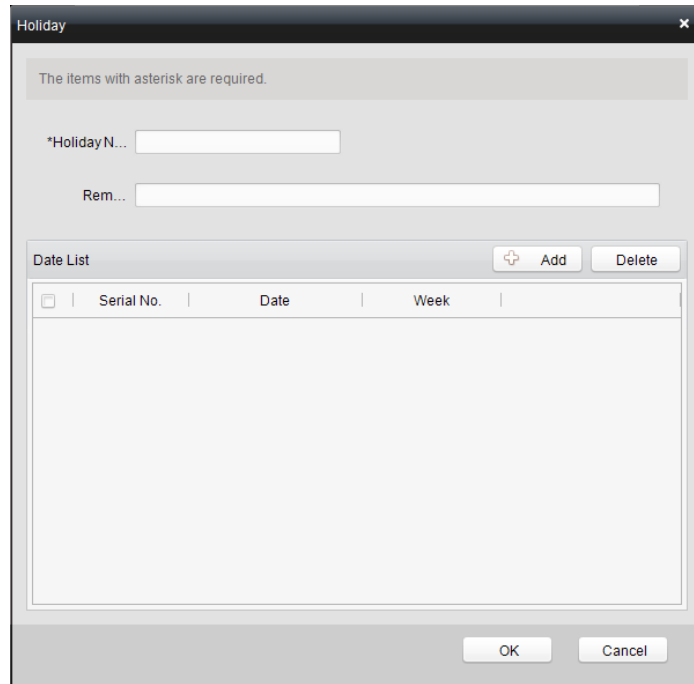 Holiday
The items with asterisk are required.
*Holiday N...
Rem...
Date List Add Delete
Serial No. Date Week
OK Cancel